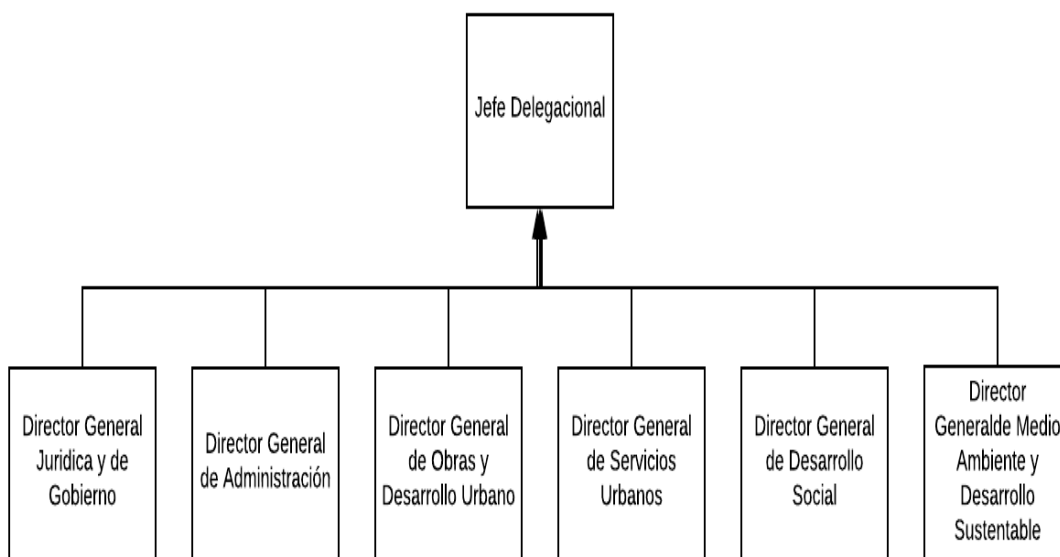 Jefe Delegacional
Director General
Juridica y de
Gobierno
Director General
de Administración
Director General
de Obras y
Desarrollo Urbano
Director General
de Servicios
Urbanos
Director General
de Desarrollo
Social
Director
Generalde Medio
Ambiente y
Desarrollo
Sustentable